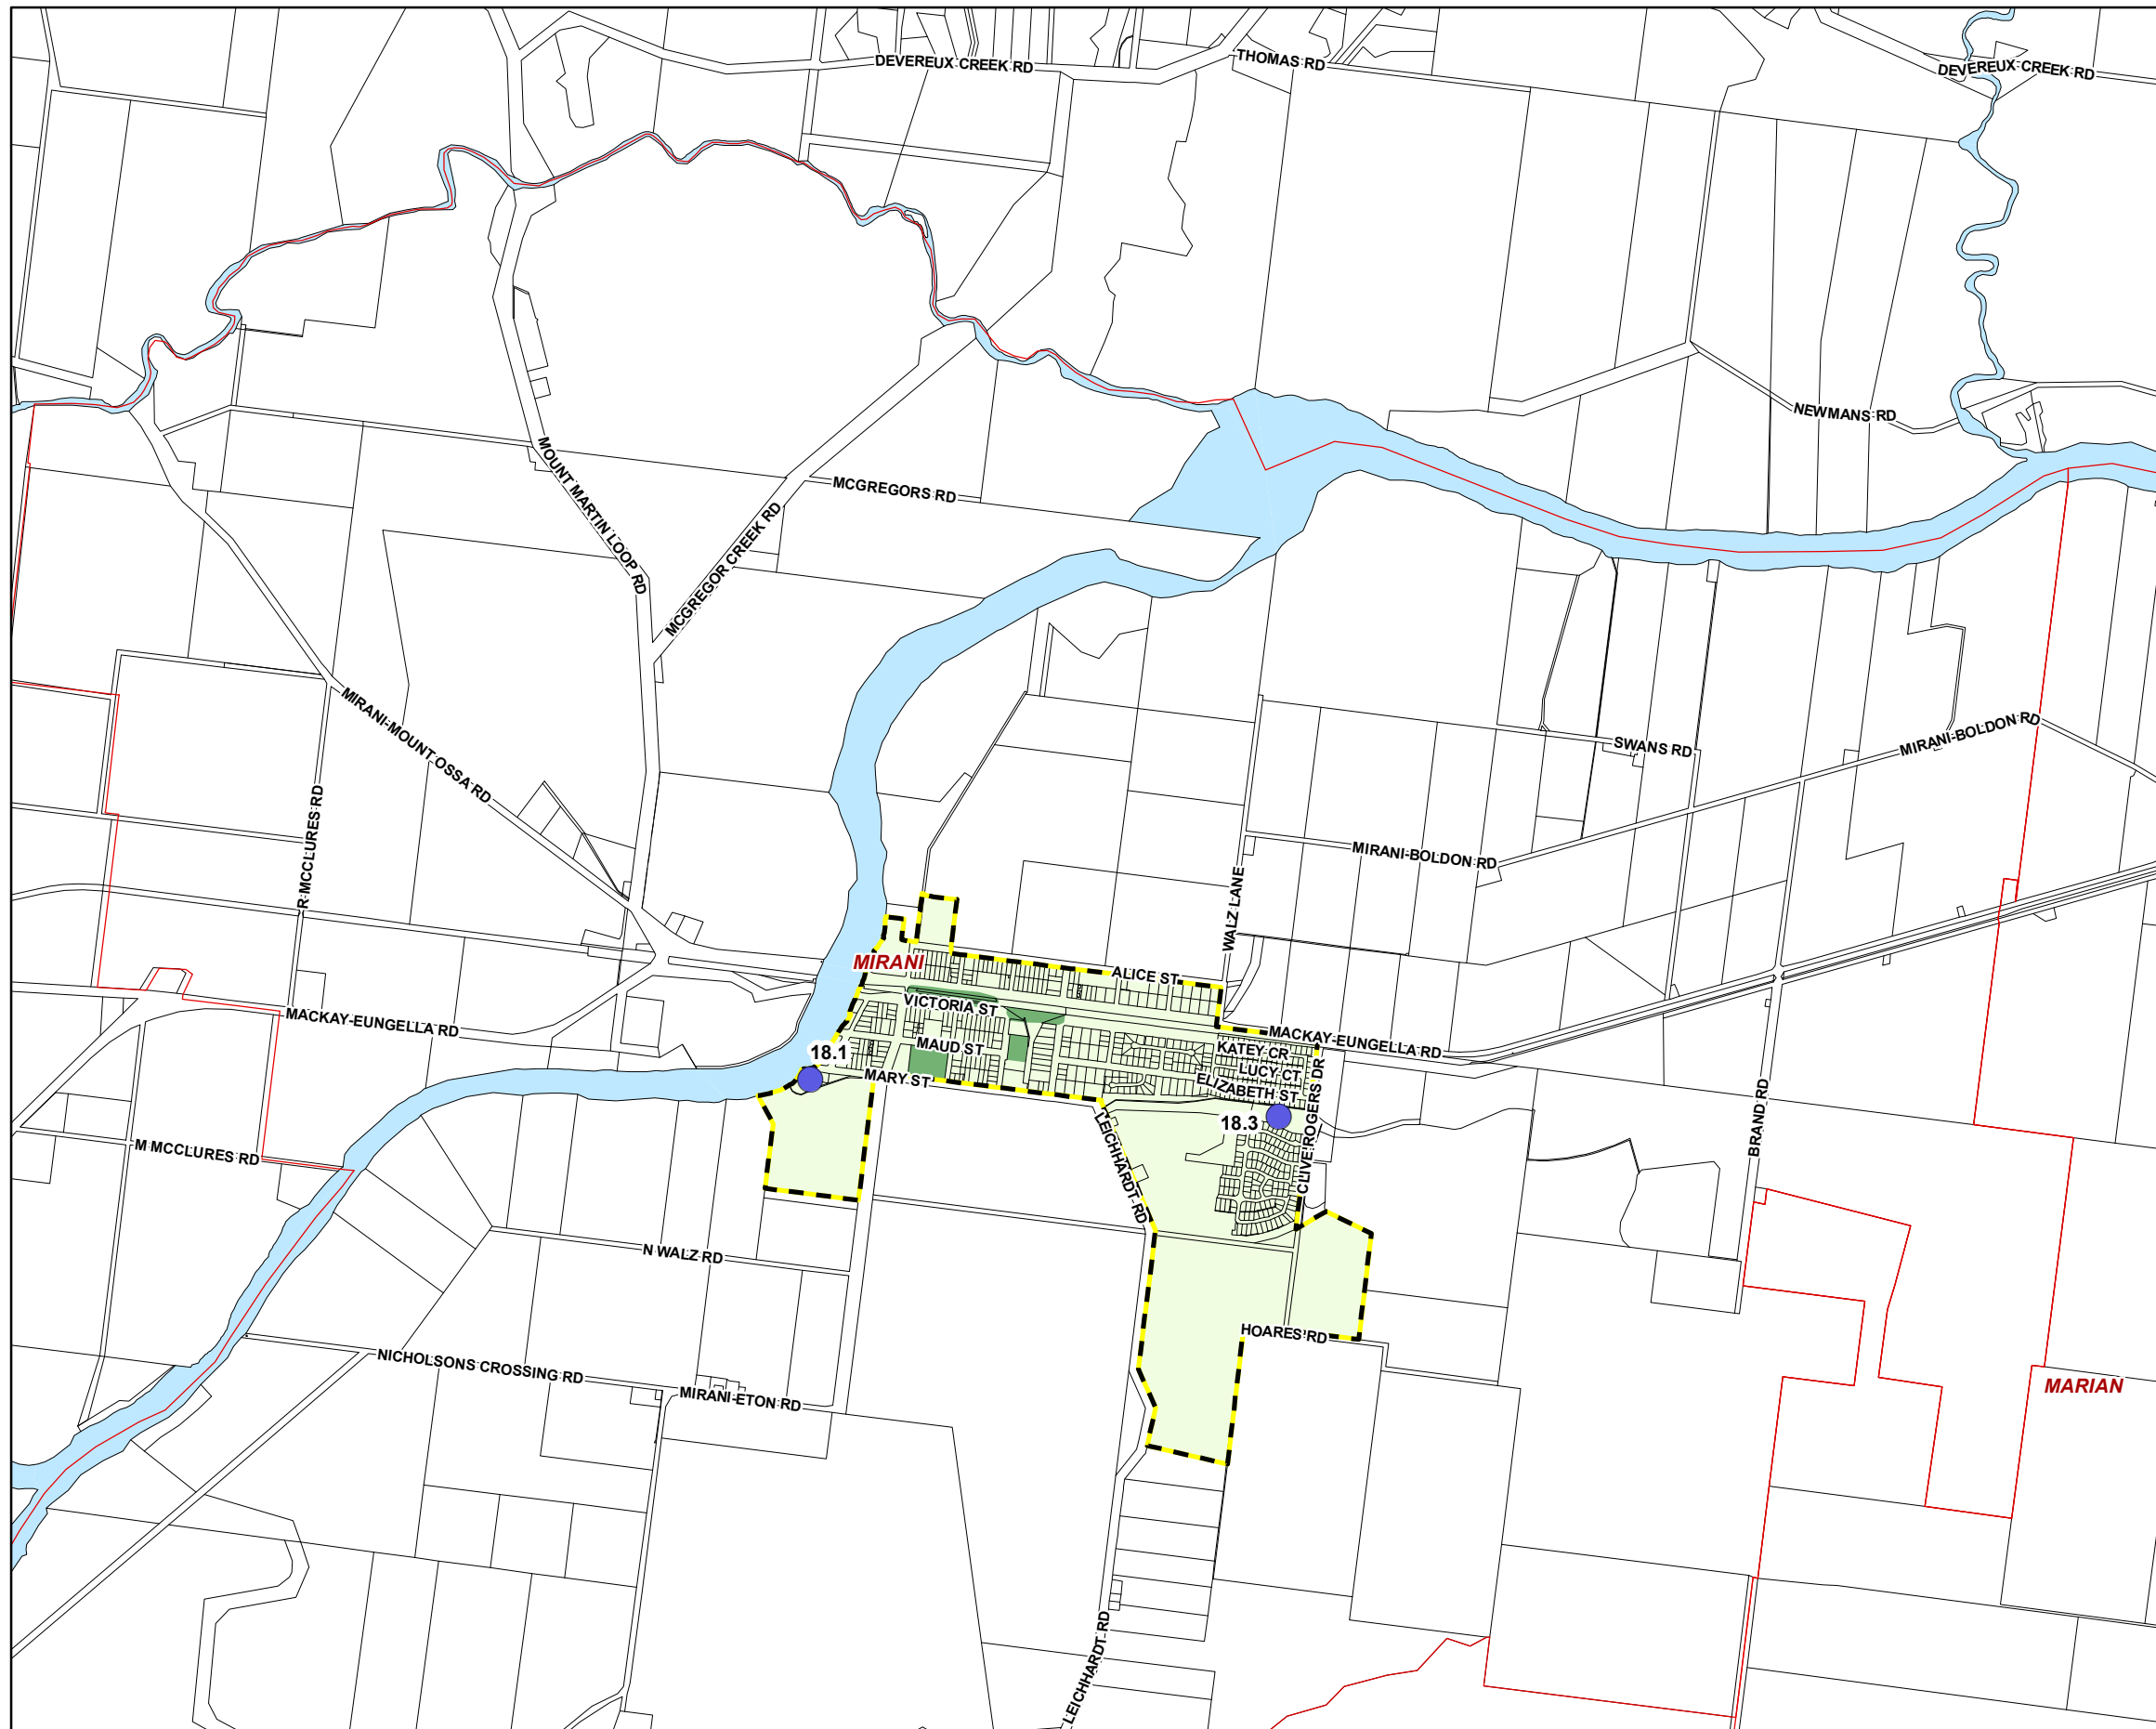 DEVEREUX CREEK RD
THOMAS RD
DEVEREUX CREEK RD
NEWMANS RD
MOUNT MARTIN LOOP RD
MCGREGORS RD
MCGREGOR CREEK RD
MIRANI-MOUNT OSSA RD
SWANS RD
MIRANI-BOLDON RD
R MCCLURES RD
MIRANI-BOLDON RD
WALZ LANE
MIRANI
ALICE ST
VICTORIA ST
MACKAY-EUNGELLA RD
MACKAY-EUNGELLA RD
MAUD ST
KATEY CR
18.1
LUCY CT
MARY ST
ELIZABETH ST
CLIVE ROGERS DR
18.3
BRAND RD
M MCCLURES RD
LEICHHARDT RD
N WALZ RD
HOARES RD
NICHOLSONS CROSSING RD
MIRANI-ETON RD
MARIAN
LEICHHARDT RD